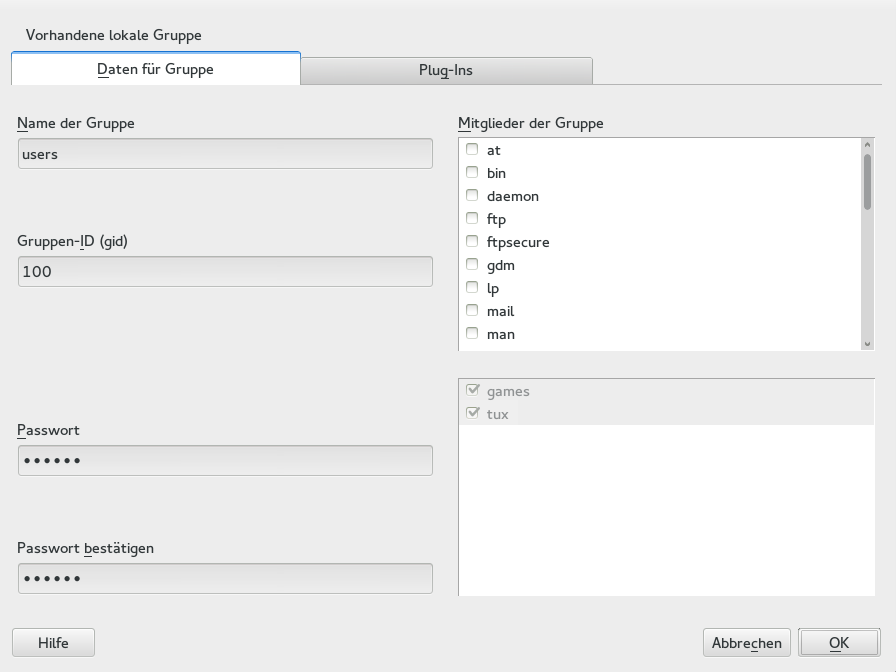 Vorhandene lokale Gruppe
Daten für Gruppe
Plug-Ins
Name der Gruppe
users
Gruppen-ID (gid)
100
Passwort
••••••
Passwort bestätigen
••••••
Mitglieder der Gruppe
at
bin
daemon
ftp
ftpsecure
gdm
lp
mail
man
games
tux
Hilfe
Abbrechen
OK